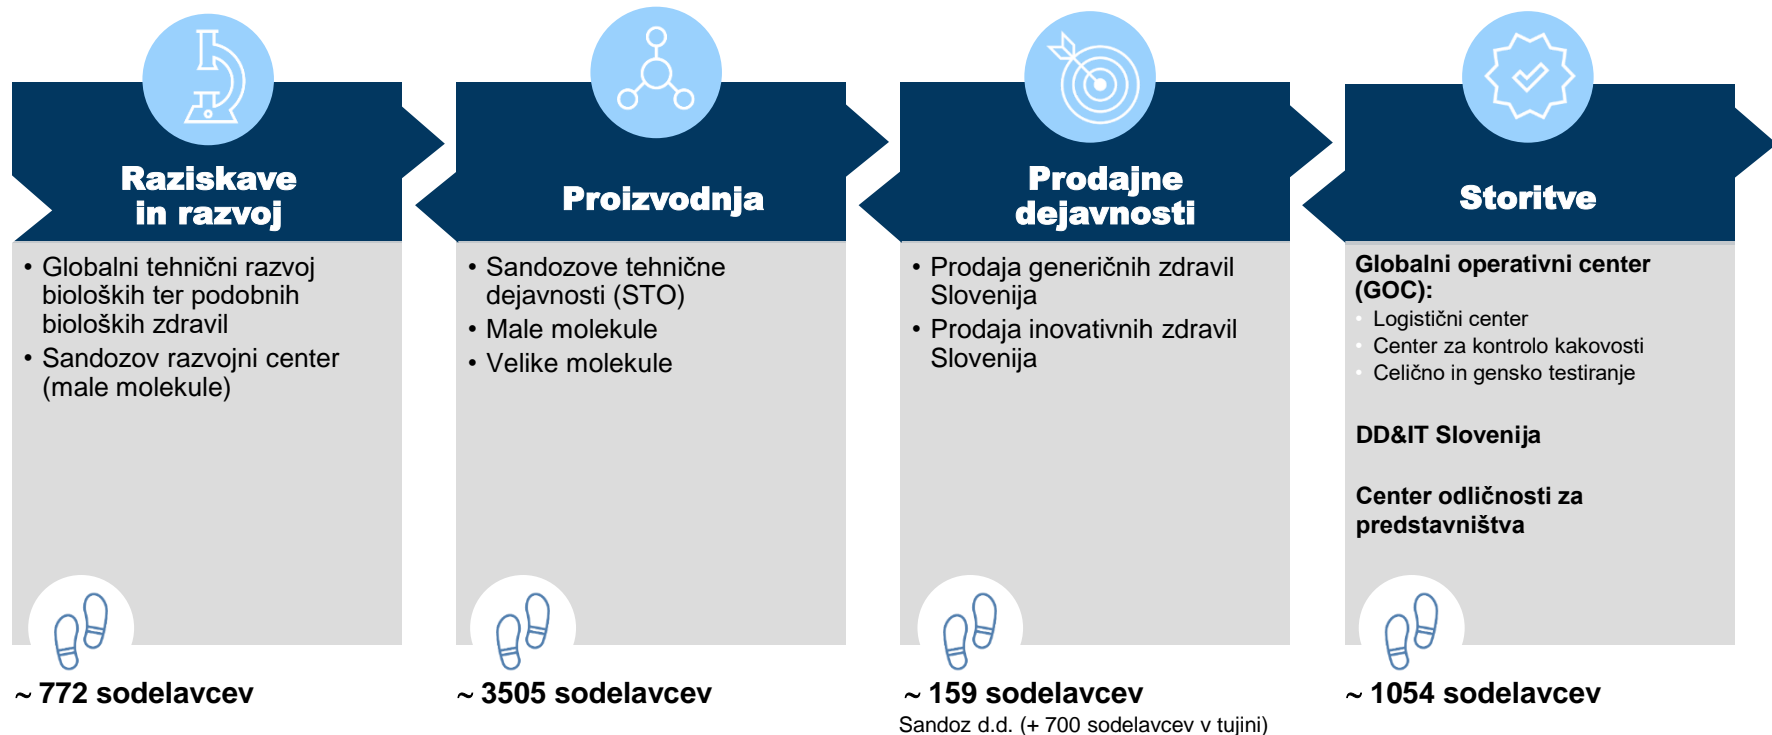 Raziskave
in razvoj
• Globalni tehnični razvoj
bioloških ter podobnih
bioloških zdravil
• Sandozov razvojni center
(male molekule)
~ 772 sodelavcev
Proizvodnja
• Sandozove tehnične
dejavnosti (STO)
• Male molekule
• Velike molekule
~ 3505 sodelavcev
Prodajne
dejavnosti
• Prodaja generičnih zdravil
Slovenija
• Prodaja inovativnih zdravil
Slovenija
~ 159 sodelavcev
Sandoz d.d. (+ 700 sodelavcev v tujini)
Storitve
Globalni operativni center
(GOC):
• Logistični center
• Center za kontrolo kakovosti
• Celično in gensko testiranje
DD&IT Slovenija
Center odličnosti za
predstavništva
~ 1054 sodelavcev